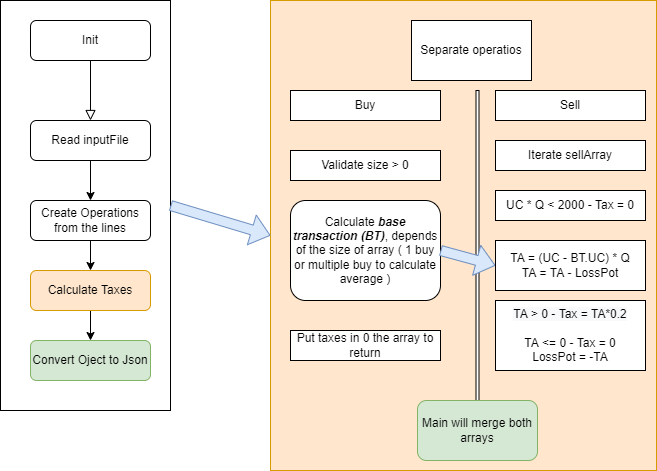 Init
Read inputFile
Create Operations
from the lines
Calculate Taxes
Convert Oject to Json
Separate operatios
Buy
Validate size > 0
Calculate base
transaction (BT), depends
of the size of array ( 1 buy
or multiple buy to calculate
average )
Put taxes in 0 the array to
return
Sell
Iterate sellArray
UC * Q < 2000 - Tax = 0
TA = (UC - BT.UC) * Q
TA = TA - LossPot
TA > 0 - Tax = TA*0.2
TA <= 0 - Tax = 0
LossPot = -TA
Main will merge both
arrays